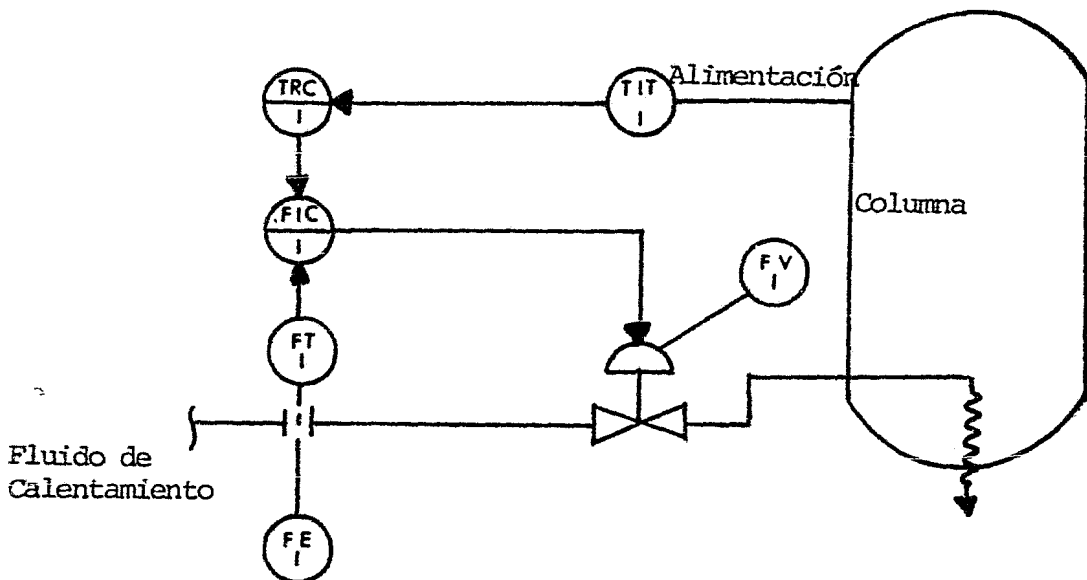 Alimentación
TRC
1
TIT
1
.FIC
1
Columna
FV
1
FT
1
Fluido de
Calentamiento
FE
1